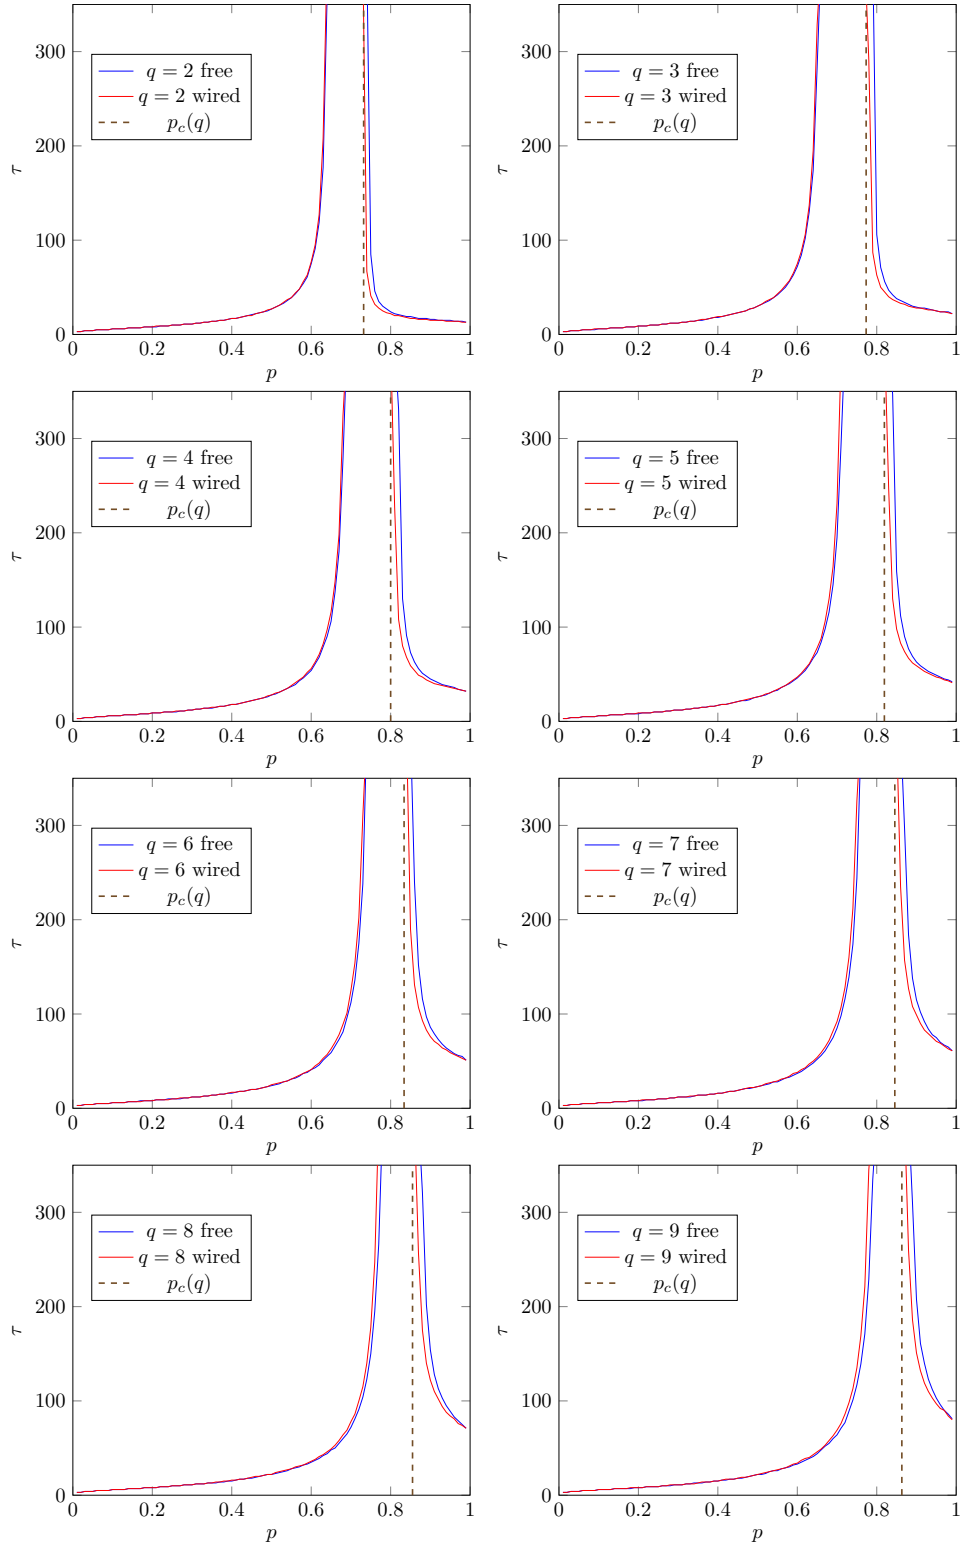 300
200
100
0
τ
q = 2 free
q = 2 wired
p_c(q)
0 0.2 0.4 0.6 0.8 1
p
300
200
100
0
τ
q = 3 free
q = 3 wired
p_c(q)
0 0.2 0.4 0.6 0.8 1
p
300
200
100
0
τ
q = 4 free
q = 4 wired
p_c(q)
0 0.2 0.4 0.6 0.8 1
p
300
200
100
0
τ
q = 5 free
q = 5 wired
p_c(q)
0 0.2 0.4 0.6 0.8 1
p
300
200
100
0
τ
q = 6 free
q = 6 wired
p_c(q)
0 0.2 0.4 0.6 0.8 1
p
300
200
100
0
τ
q = 7 free
q = 7 wired
p_c(q)
0 0.2 0.4 0.6 0.8 1
p
300
200
100
0
τ
q = 8 free
q = 8 wired
p_c(q)
0 0.2 0.4 0.6 0.8 1
p
300
200
100
0
τ
q = 9 free
q = 9 wired
p_c(q)
0 0.2 0.4 0.6 0.8 1
p